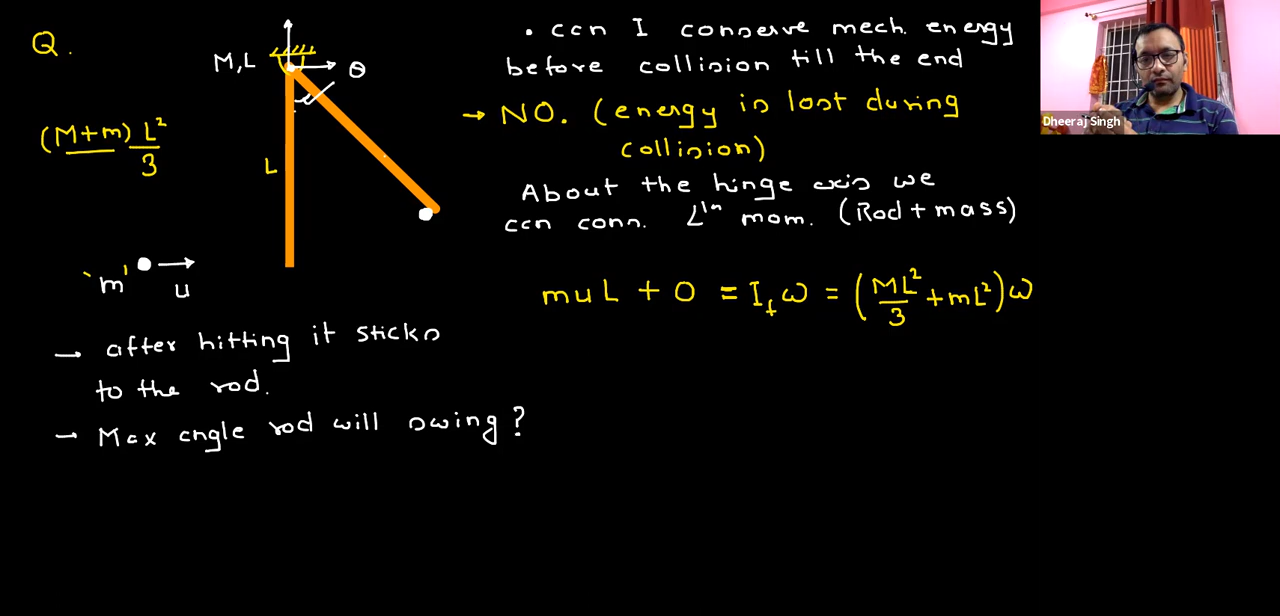 Q.
M, L
θ
(M+m) L²/3
L
'm'
u
→ after hitting it sticks
to the rod.
→ Max angle rod will swing?
• can I conserve mech. energy
before collision till the end
→ NO. (energy is lost during
collision)
About the hinge axis we
can conn. Lᵐ mom. (Rod + mass)
muL + 0 = I_f ω = (ML²/3 + mL²) ω
Dheeraj Singh